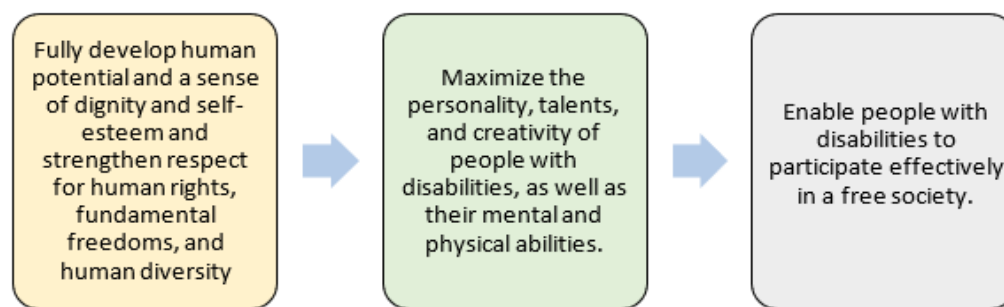 Fully develop human
potential and a sense
of dignity and self-
esteem and
strengthen respect
for human rights,
fundamental
freedoms, and
human diversity
Maximize the
personality, talents,
and creativity of
people with
disabilities, as well as
their mental and
physical abilities.
Enable people with
disabilities to
participate effectively
in a free society.